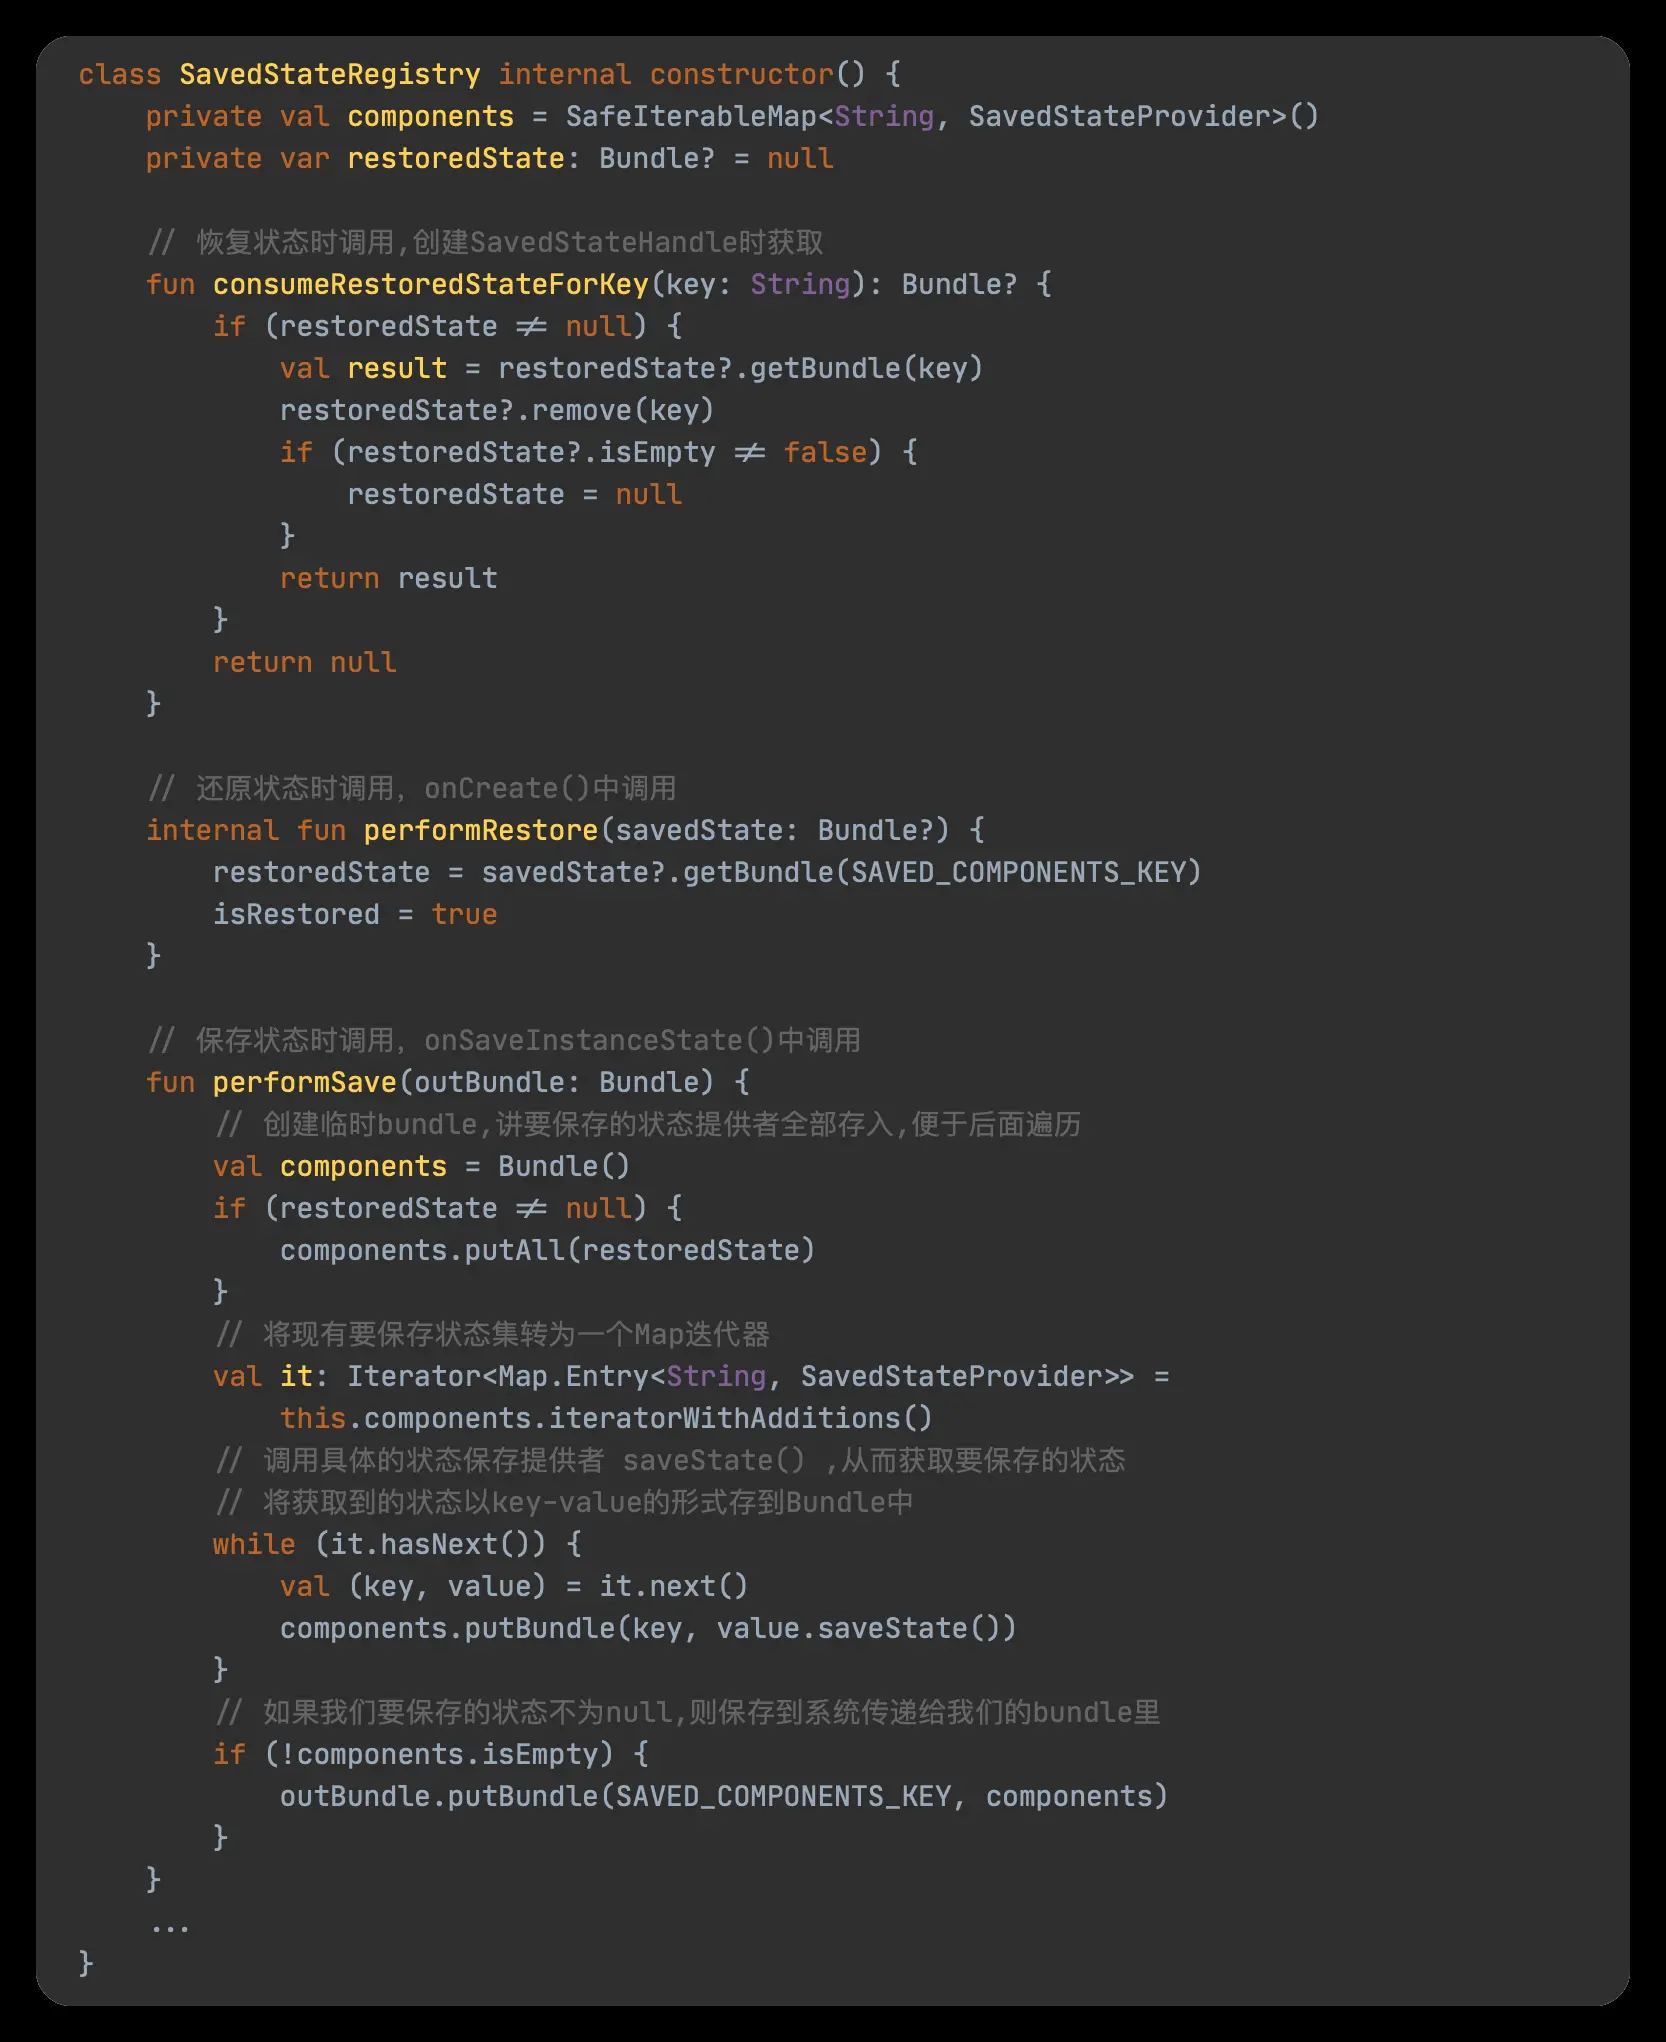 class SavedStateRegistry internal constructor() {
    private val components = SafeIterableMap<String, SavedStateProvider>()
    private var restoredState: Bundle? = null

    // 恢复状态时调用,创建SavedStateHandle时获取
    fun consumeRestoredStateForKey(key: String): Bundle? {
        if (restoredState != null) {
            val result = restoredState?.getBundle(key)
            restoredState?.remove(key)
            if (restoredState?.isEmpty != false) {
                restoredState = null
            }
            return result
        }
        return null
    }

    // 还原状态时调用，onCreate()中调用
    internal fun performRestore(savedState: Bundle?) {
        restoredState = savedState?.getBundle(SAVED_COMPONENTS_KEY)
        isRestored = true
    }

    // 保存状态时调用，onSaveInstanceState()中调用
    fun performSave(outBundle: Bundle) {
        // 创建临时bundle,讲要保存的状态提供者全部存入,便于后面遍历
        val components = Bundle()
        if (restoredState != null) {
            components.putAll(restoredState)
        }
        // 将现有要保存状态集转为一个Map迭代器
        val it: Iterator<Map.Entry<String, SavedStateProvider>> =
            this.components.iteratorWithAdditions()
        // 调用具体的状态保存提供者 saveState() ,从而获取要保存的状态
        // 将获取到的状态以key-value的形式存到Bundle中
        while (it.hasNext()) {
            val (key, value) = it.next()
            components.putBundle(key, value.saveState())
        }
        // 如果我们要保存的状态不为null,则保存到系统传递给我们的bundle里
        if (!components.isEmpty) {
            outBundle.putBundle(SAVED_COMPONENTS_KEY, components)
        }
    }
    ...
}